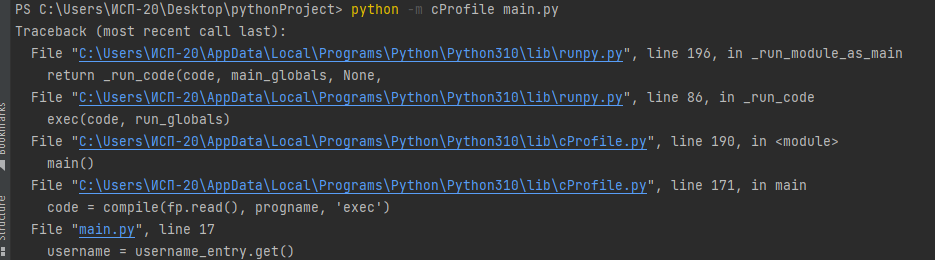 PS C:\Users\ИСП-20\Desktop\pythonProject> python -m cProfile main.py
Traceback (most recent call last):
File "C:\Users\ИСП-20\AppData\Local\Programs\Python\Python310\lib\runpy.py", line 196, in _run_module_as_main
return _run_code(code, main_globals, None,
File "C:\Users\ИСП-20\AppData\Local\Programs\Python\Python310\lib\runpy.py", line 86, in _run_code
exec(code, run_globals)
File "C:\Users\ИСП-20\AppData\Local\Programs\Python\Python310\lib\cProfile.py", line 190, in <module>
main()
File "C:\Users\ИСП-20\AppData\Local\Programs\Python\Python310\lib\cProfile.py", line 171, in main
code = compile(fp.read(), progname, 'exec')
File "main.py", line 17
username = username_entry.get()
Bookmarks
Structure